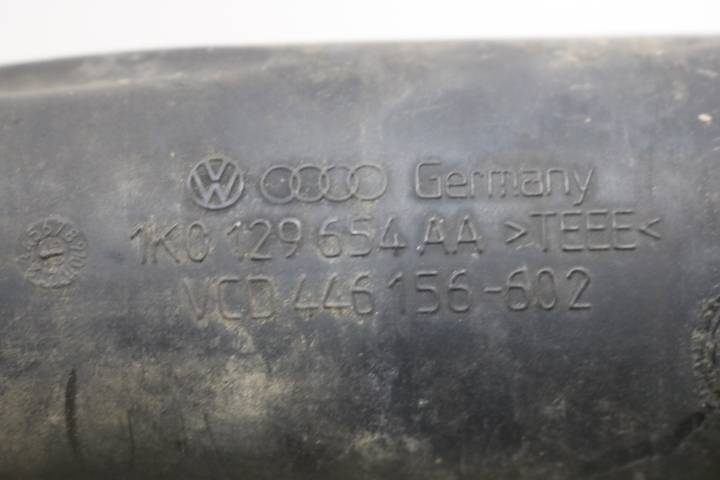 Germany
1K0 129 654 AA >TEEE<
VCD 446 156-602